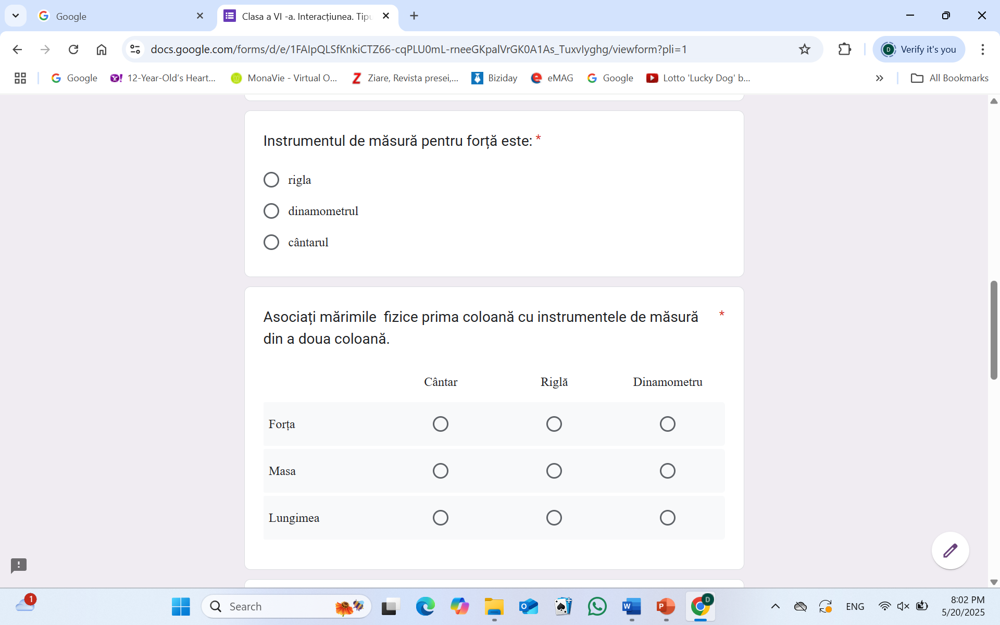 Google
Clasa a VI -a. Interacțiunea. Tipu
docs.google.com/forms/d/e/1FAIpQLSfKnkiCTZ66-cqPLU0mL-rneeGKpalVrGK0A1As_TuxvIyghg/viewform?pli=1
D Verify it's you
Google
12-Year-Old's Heart...
MonaVie - Virtual O...
Ziare, Revista presei,...
Biziday
eMAG
Google
Lotto 'Lucky Dog' b...
All Bookmarks
Instrumentul de măsură pentru forță este: *
rigla
dinamometrul
cântarul
Asociați mărimile  fizice prima coloană cu instrumentele de măsură *
din a doua coloană.
Cântar Riglă Dinamometru
Forța
Masa
Lungimea
1
Search
D
ENG
8:02 PM
5/20/2025